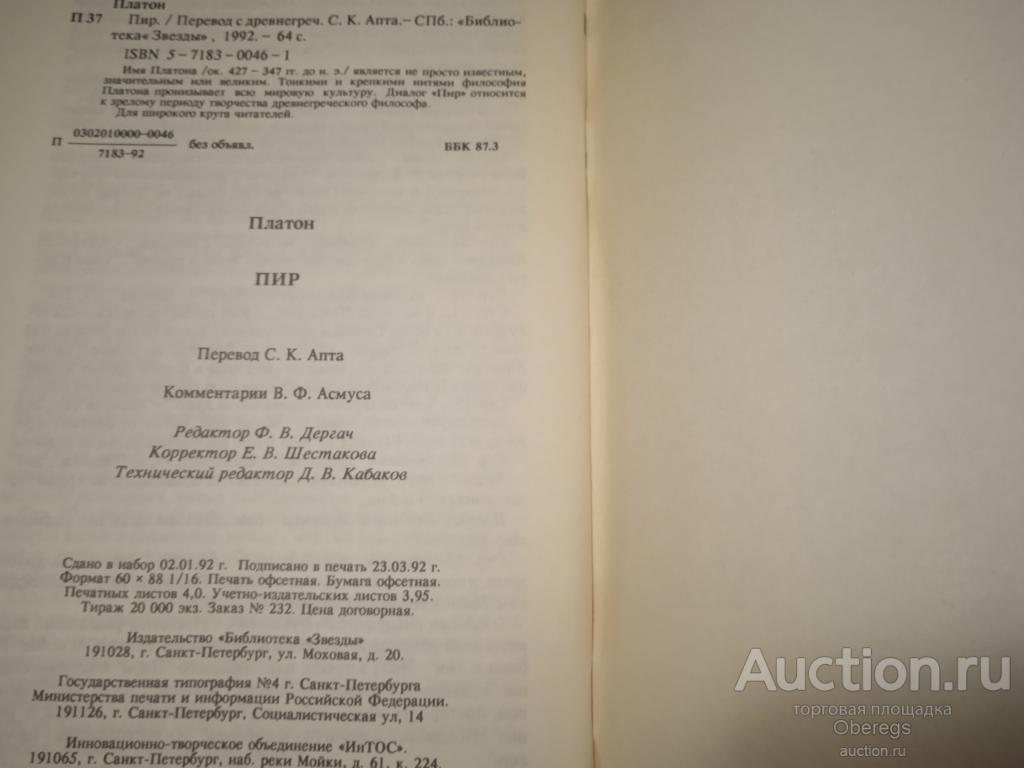 Платон
П 37 Пир. / Перевод с древнегреч. С. К. Апта.– СПб.: «Библио-
тека« Звезды» , 1992.– 64 с.
ISBN 5–7183–0046–1
Имя Платона /ок. 427 – 347 гг. до н. э./ является не просто известным,
значительным или великим. Тонкими и крепкими нитями философия
Платона пронизывает всю мировую культуру. Диалог «Пир» относится
к зрелому периоду творчества древнегреческого философа.
Для широкого круга читателей.
П 0302010000–0046 без объявл.
7183–92
ББК 87.3
Платон
ПИР
Перевод С. К. Апта
Комментарии В. Ф. Асмуса
Редактор Ф. В. Дергач
Корректор Е. В. Шестакова
Технический редактор Д. В. Кабаков
Сдано в набор 02.01.92 г. Подписано в печать 23.03.92 г.
Формат 60 × 88 1/16. Печать офсетная. Бумага офсетная.
Печатных листов 4,0. Учетно-издательских листов 3,95.
Тираж 20 000 экз. Заказ № 232. Цена договорная.
Издательство «Библиотека «Звезды»
191028, г. Санкт-Петербург, ул. Моховая, д. 20.
Государственная типография №4 г. Санкт-Петербурга
Министерства печати и информации Российской Федерации.
191126, г. Санкт-Петербург, Социалистическая ул, 14
Инновационно-творческое объединение «ИнТОС».
191065, г. Санкт-Петербург, наб. реки Мойки, д. 61, к. 224.
Auction.ru
торговая площадка
Oberegs
auction.ru